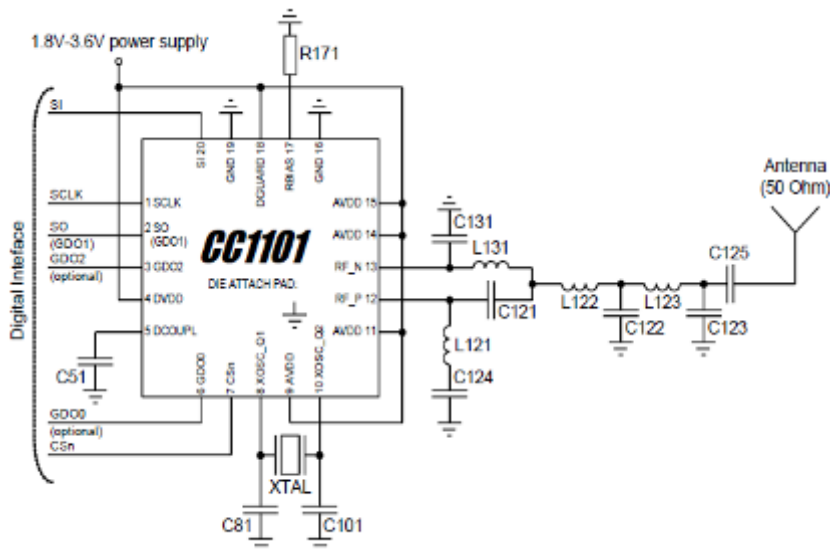 1.8V-3.6V power supply
R171
SI
SI 20
GND 19
DGUARD 18
RBIAS 17
GND 16
Antenna
(50 Ohm)
SCLK
1 SCLK
AVDD 15
SO
(GDO1)
2 SO
(GDO1)
CC1101
AVDD 14
C131
L131
C125
GDO2
(optional)
3 GDO2
DIE ATTACH PAD:
RF_N 13
4 DVDD
RF_P 12
C121
L122
L123
C122
C123
5 DCOUPL
AVDD 11
L121
C51
C124
6 GDO0
7 CSn
8 XOSC_Q1
9 AVDD
10 XOSC_Q2
GDO0
(optional)
CSn
XTAL
C81
C101
Digital Inteface